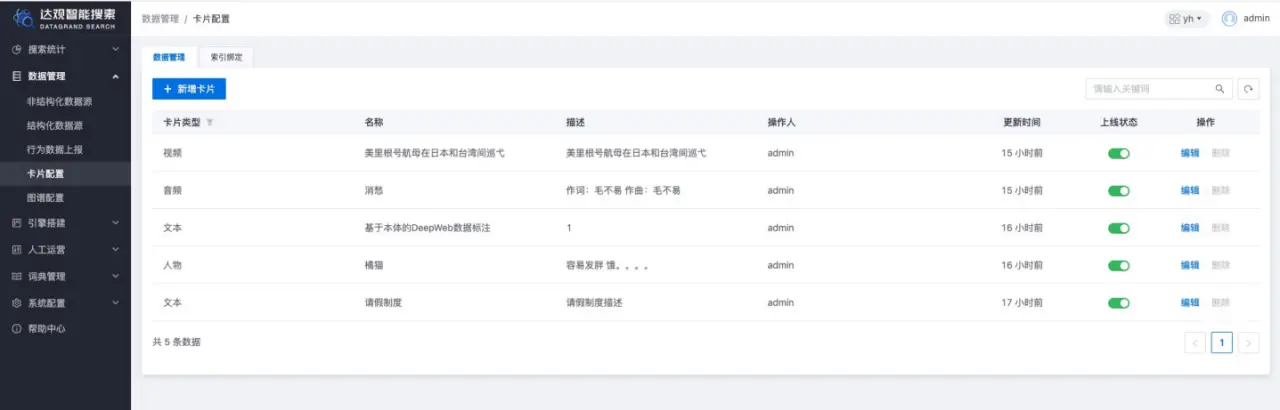 达观智能搜索
DATAGRAND SEARCH
数据管理 / 卡片配置
yh
admin
搜索统计
数据管理
非结构化数据源
结构化数据源
行为数据上报
卡片配置
图谱配置
引擎搭建
人工运营
词典管理
系统配置
帮助中心
数据管理 索引绑定
+ 新增卡片
请输入关键词
卡片类型 名称 描述 操作人 更新时间 上线状态 操作
视频 美里根号航母在日本和台湾间巡弋 美里根号航母在日本和台湾间巡弋 admin 15 小时前 编辑 删除
音频 消愁 作词：毛不易 作曲：毛不易 admin 15 小时前 编辑 删除
文本 基于本体的DeepWeb数据标注 1 admin 16 小时前 编辑 删除
人物 橘猫 容易发胖 饿。。。。 admin 16 小时前 编辑 删除
文本 请假制度 请假制度描述 admin 17 小时前 编辑 删除
共 5 条数据
< 1 >